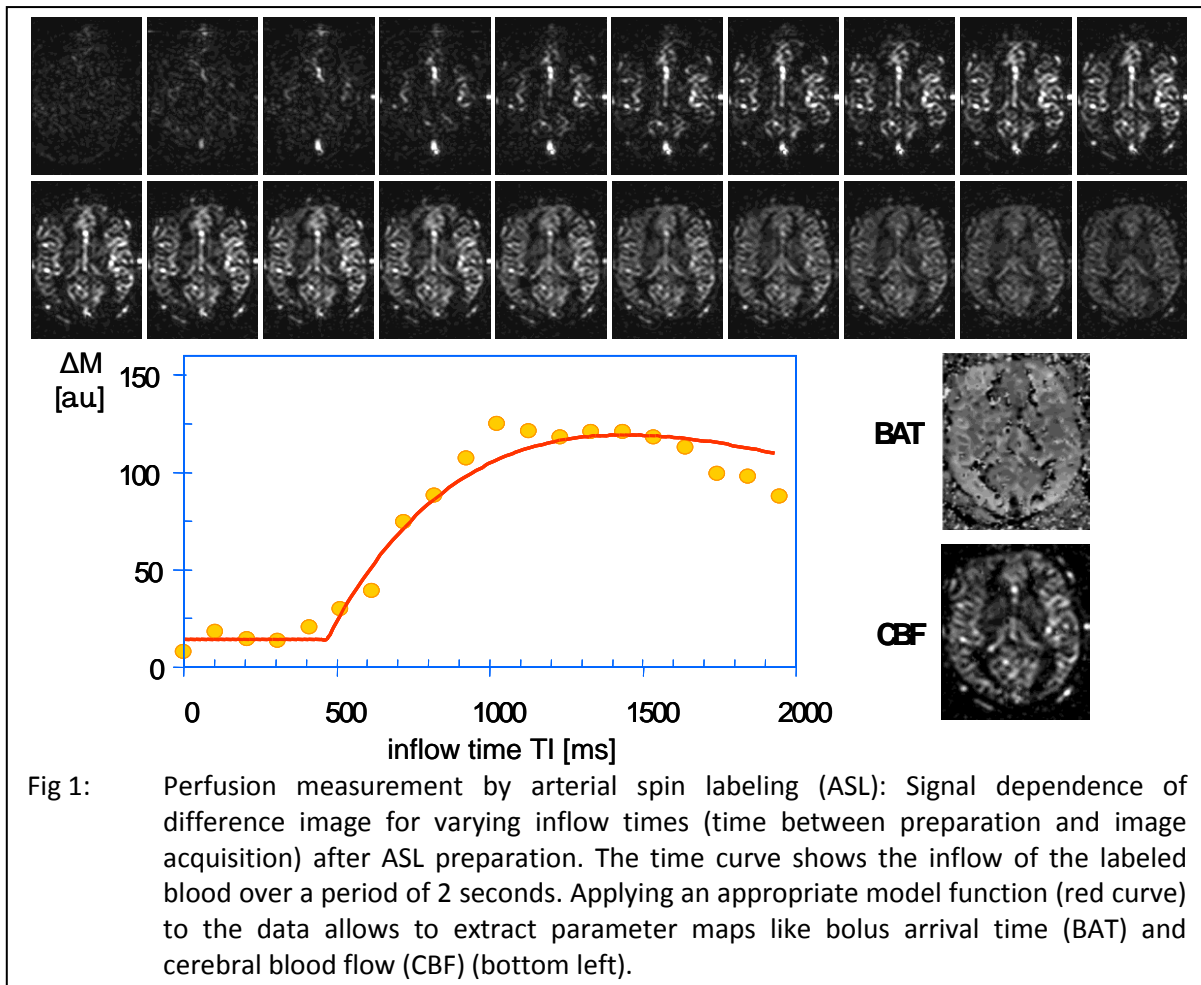 ΔM
[au]
150
100
50
0
0 500 1000 1500 2000
inflow time TI [ms]
BAT
CBF
Fig 1: Perfusion measurement by arterial spin labeling (ASL): Signal dependence of
difference image for varying inflow times (time between preparation and image
acquisition) after ASL preparation. The time curve shows the inflow of the labeled
blood over a period of 2 seconds. Applying an appropriate model function (red curve)
to the data allows to extract parameter maps like bolus arrival time (BAT) and
cerebral blood flow (CBF) (bottom left).